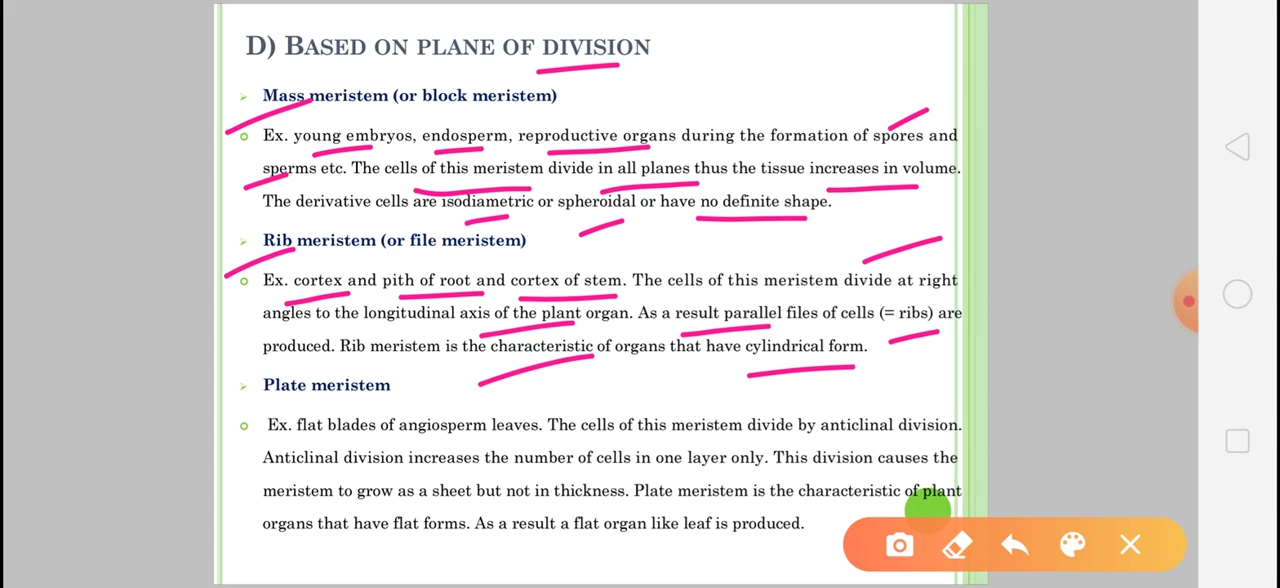 D) BASED ON PLANE OF DIVISION
Mass meristem (or block meristem)
Ex. young embryos, endosperm, reproductive organs during the formation of spores and
sperms etc. The cells of this meristem divide in all planes thus the tissue increases in volume.
The derivative cells are isodiametric or spheroidal or have no definite shape.
Rib meristem (or file meristem)
Ex. cortex and pith of root and cortex of stem. The cells of this meristem divide at right
angles to the longitudinal axis of the plant organ. As a result parallel files of cells (= ribs) are
produced. Rib meristem is the characteristic of organs that have cylindrical form.
Plate meristem
Ex. flat blades of angiosperm leaves. The cells of this meristem divide by anticlinal division.
Anticlinal division increases the number of cells in one layer only. This division causes the
meristem to grow as a sheet but not in thickness. Plate meristem is the characteristic of plant
organs that have flat forms. As a result a flat organ like leaf is produced.